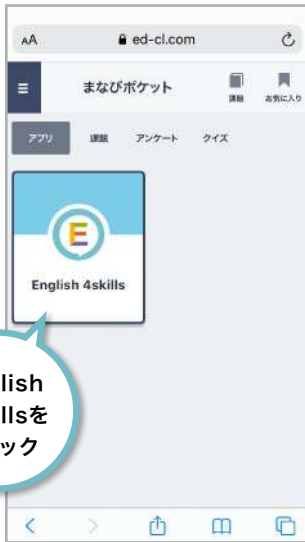 AA ed-cl.com
まなびポケット
課題 お気に入り
アプリ 課題 アンケート クイズ
E
English 4skills
lish
llsを
ック